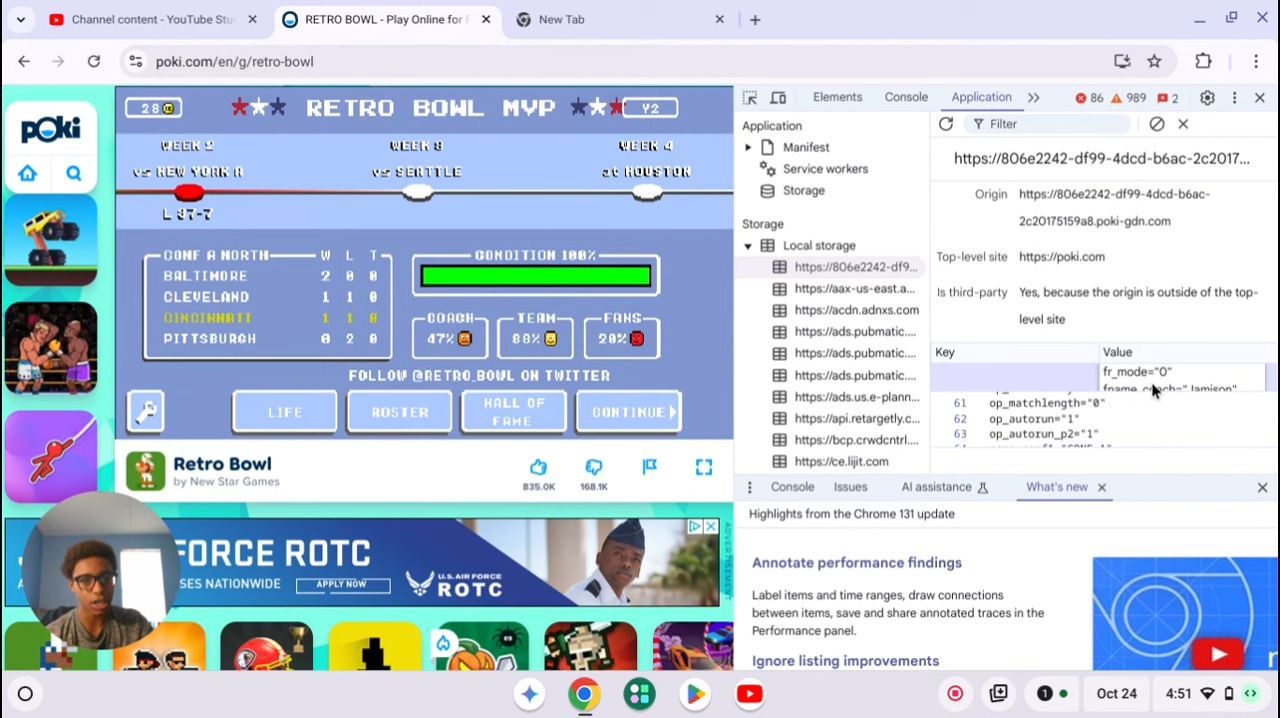 Channel content - YouTube Stu
RETRO BOWL - Play Online for F
New Tab
poki.com/en/g/retro-bowl
poki
28
RETRO BOWL MVP
Y2
WEEK 2
WEEK 3
WEEK 4
vs NEW YORK A
vs SEATTLE
at HOUSTON
L 37-7
CONF A NORTH W L T
BALTIMORE 2 0 0
CLEVELAND 1 1 0
CINCINNATI 1 1 0
PITTSBURGH 0 2 0
CONDITION 100%
COACH
TEAM
FANS
47%
88%
20%
FOLLOW @RETRO_BOWL ON TWITTER
LIFE
ROSTER
HALL OF
FAME
CONTINUE
Retro Bowl
by New Star Games
835.0K
168.1K
FORCE ROTC
SES NATIONWIDE
APPLY NOW
U.S. AIR FORCE
ROTC
ADVERTISEMENT
Elements
Console
Application
86
989
2
Application
Manifest
Service workers
Storage
Storage
Local storage
https://806e2242-df9...
https://aax-us-east.a...
https://acdn.adnxs.com
https://ads.pubmatic....
https://ads.pubmatic....
https://ads.pubmatic....
https://ads.us.e-plann...
https://api.retargetly.c...
https://bcp.crwdcntrl....
https://ce.lijit.com
Filter
https://806e2242-df99-4dcd-b6ac-2c2017...
Origin
https://806e2242-df99-4dcd-b6ac-
2c20175159a8.poki-gdn.com
Top-level site
https://poki.com
Is third-party
Yes, because the origin is outside of the top-
level site
Key
Value
fr_mode="0"
fname_coach="Jamison"
61 op_matchlength="0"
62 op_autorun="1"
63 op_autorun_p2="1"
Console
Issues
AI assistance
What's new
Highlights from the Chrome 131 update
Annotate performance findings
Label items and time ranges, draw connections
between items, save and share annotated traces in the
Performance panel.
Ignore listing improvements
1
Oct 24
4:51